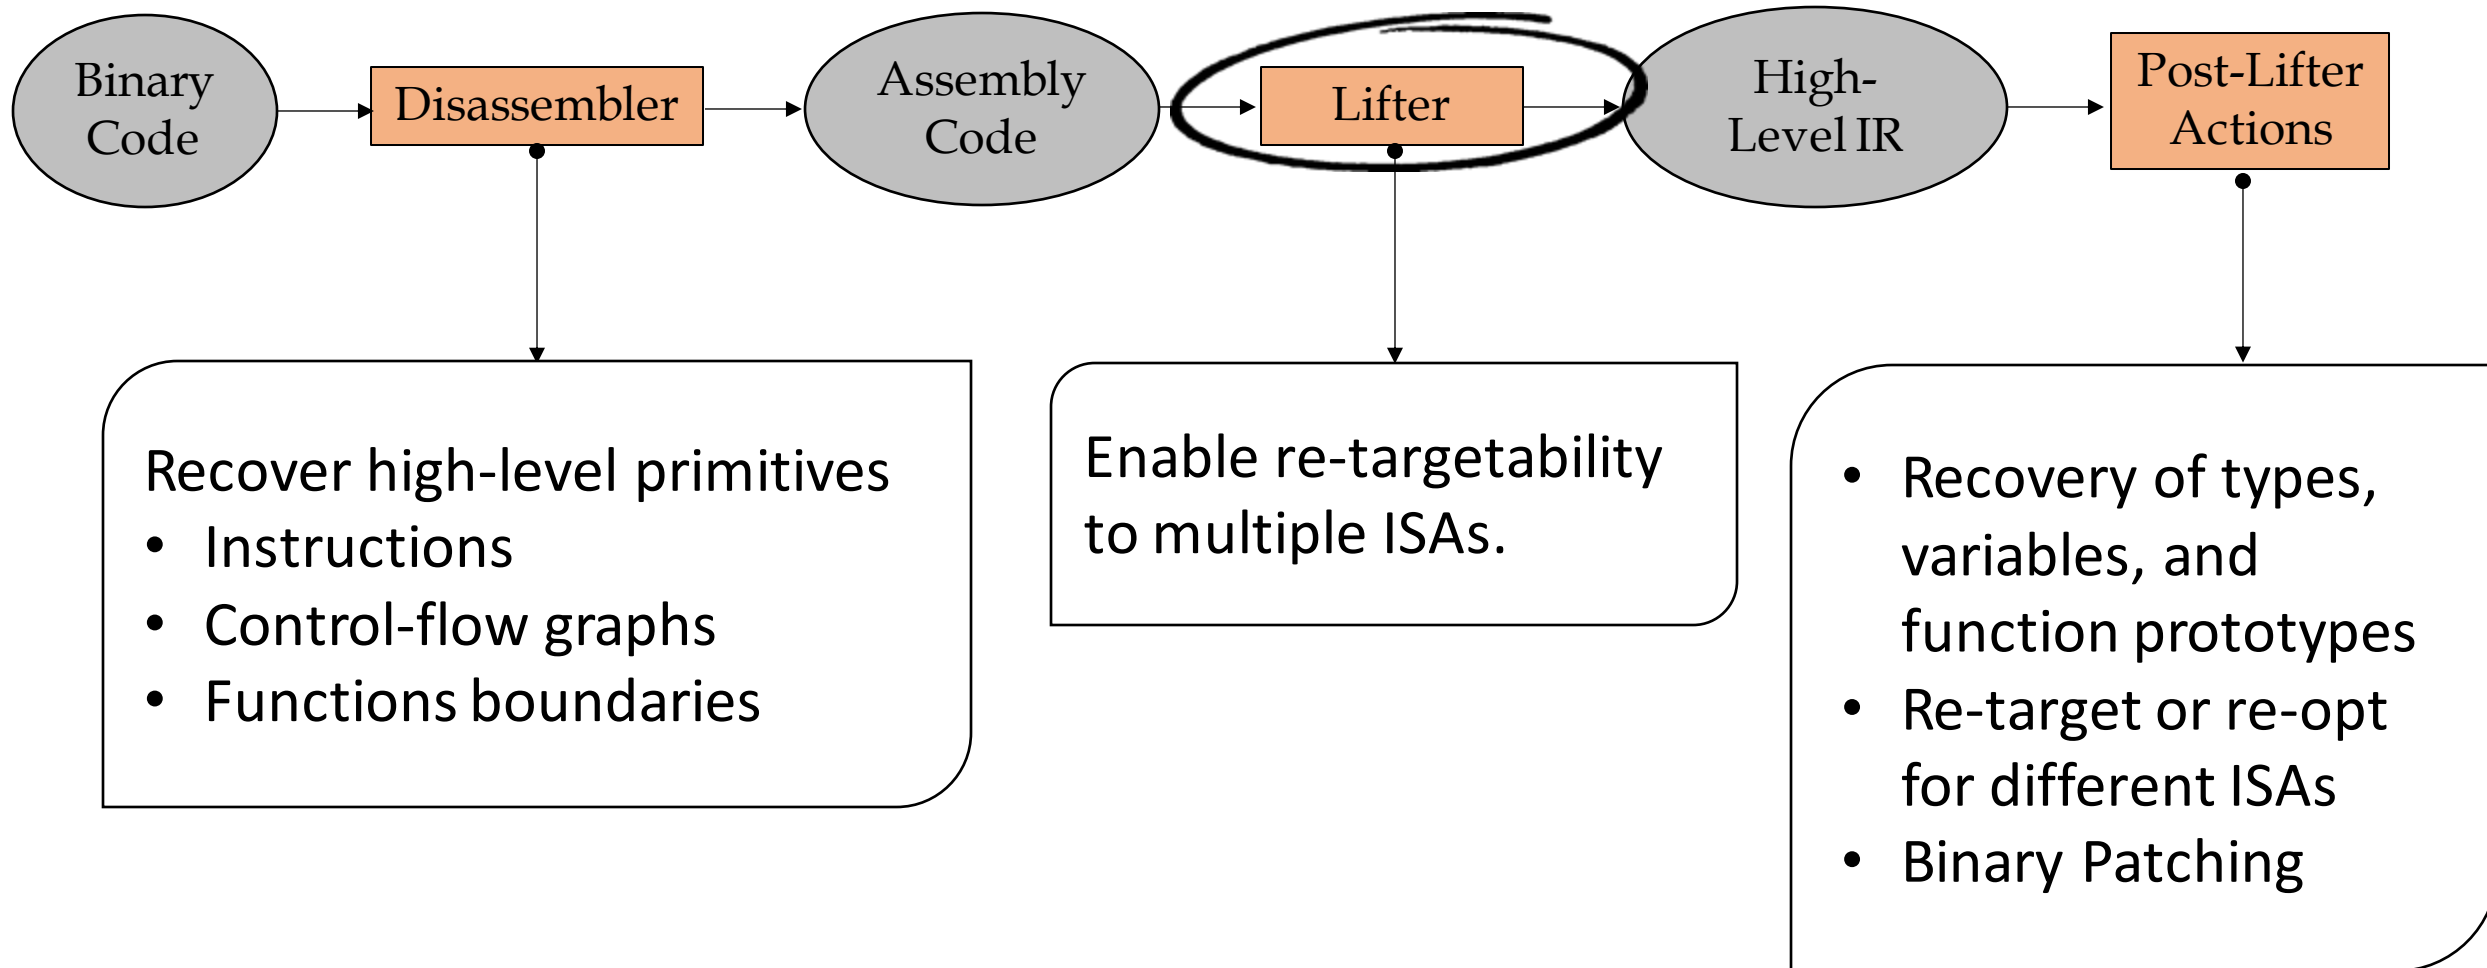 Binary
Code
Disassembler
Assembly
Code
Lifter
High-
Level IR
Post-Lifter
Actions
Recover high-level primitives
• Instructions
• Control-flow graphs
• Functions boundaries
Enable re-targetability
to multiple ISAs.
• Recovery of types,
variables, and
function prototypes
• Re-target or re-opt
for different ISAs
• Binary Patching